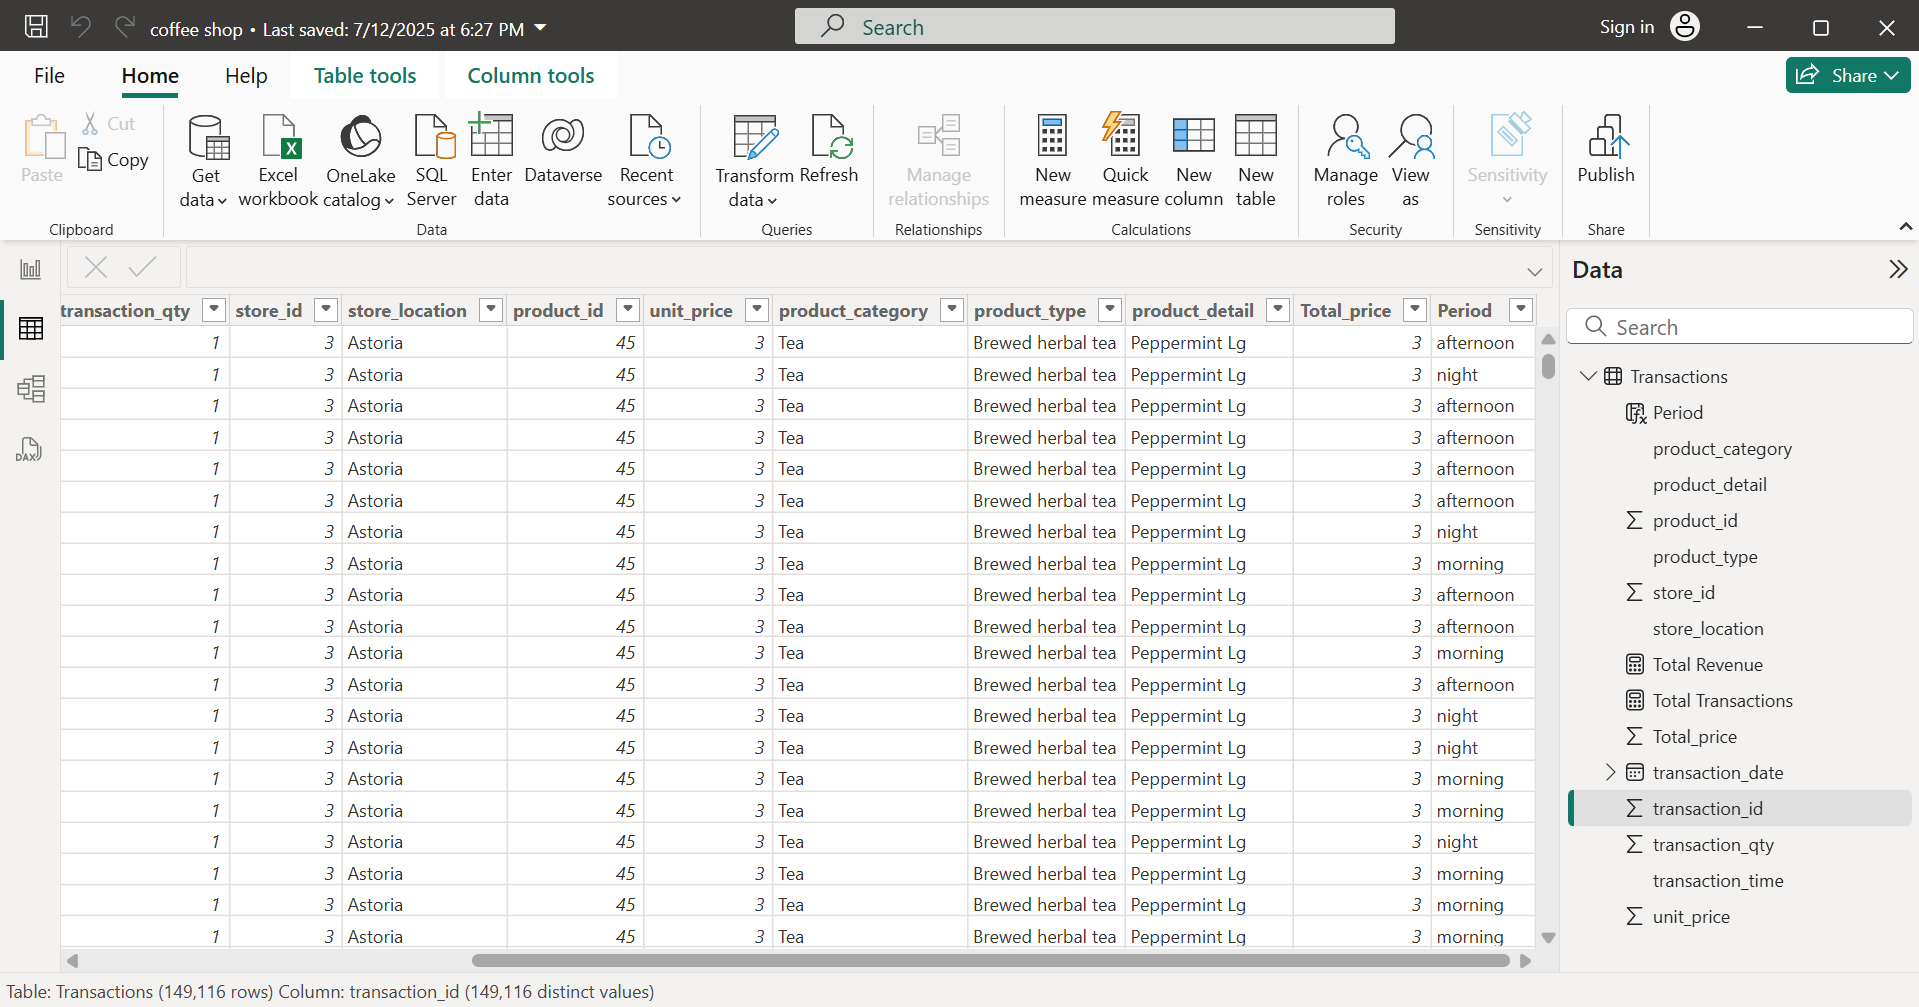 coffee shop • Last saved: 7/12/2025 at 6:27 PM
Search
Sign in
File Home Help Table tools Column tools
Share
Paste
Cut
Copy
Clipboard
Get data
Excel workbook
OneLake catalog
SQL Server
Enter data
Dataverse
Recent sources
Data
Transform data
Refresh
Queries
Manage relationships
Relationships
New measure
Quick measure
New column
New table
Calculations
Manage roles
View as
Security
Sensitivity
Sensitivity
Publish
Share
DAX
transaction_qty store_id store_location product_id unit_price product_category product_type product_detail Total_price Period
1 3 Astoria 45 3 Tea Brewed herbal tea Peppermint Lg 3 afternoon
1 3 Astoria 45 3 Tea Brewed herbal tea Peppermint Lg 3 night
1 3 Astoria 45 3 Tea Brewed herbal tea Peppermint Lg 3 afternoon
1 3 Astoria 45 3 Tea Brewed herbal tea Peppermint Lg 3 afternoon
1 3 Astoria 45 3 Tea Brewed herbal tea Peppermint Lg 3 afternoon
1 3 Astoria 45 3 Tea Brewed herbal tea Peppermint Lg 3 afternoon
1 3 Astoria 45 3 Tea Brewed herbal tea Peppermint Lg 3 night
1 3 Astoria 45 3 Tea Brewed herbal tea Peppermint Lg 3 morning
1 3 Astoria 45 3 Tea Brewed herbal tea Peppermint Lg 3 afternoon
1 3 Astoria 45 3 Tea Brewed herbal tea Peppermint Lg 3 afternoon
1 3 Astoria 45 3 Tea Brewed herbal tea Peppermint Lg 3 morning
1 3 Astoria 45 3 Tea Brewed herbal tea Peppermint Lg 3 afternoon
1 3 Astoria 45 3 Tea Brewed herbal tea Peppermint Lg 3 night
1 3 Astoria 45 3 Tea Brewed herbal tea Peppermint Lg 3 night
1 3 Astoria 45 3 Tea Brewed herbal tea Peppermint Lg 3 morning
1 3 Astoria 45 3 Tea Brewed herbal tea Peppermint Lg 3 morning
1 3 Astoria 45 3 Tea Brewed herbal tea Peppermint Lg 3 night
1 3 Astoria 45 3 Tea Brewed herbal tea Peppermint Lg 3 morning
1 3 Astoria 45 3 Tea Brewed herbal tea Peppermint Lg 3 morning
1 3 Astoria 45 3 Tea Brewed herbal tea Peppermint Lg 3 morning
Data
Search
Transactions
Period
product_category
product_detail
product_id
product_type
store_id
store_location
Total Revenue
Total Transactions
Total_price
transaction_date
transaction_id
transaction_qty
transaction_time
unit_price
Table: Transactions (149,116 rows) Column: transaction_id (149,116 distinct values)